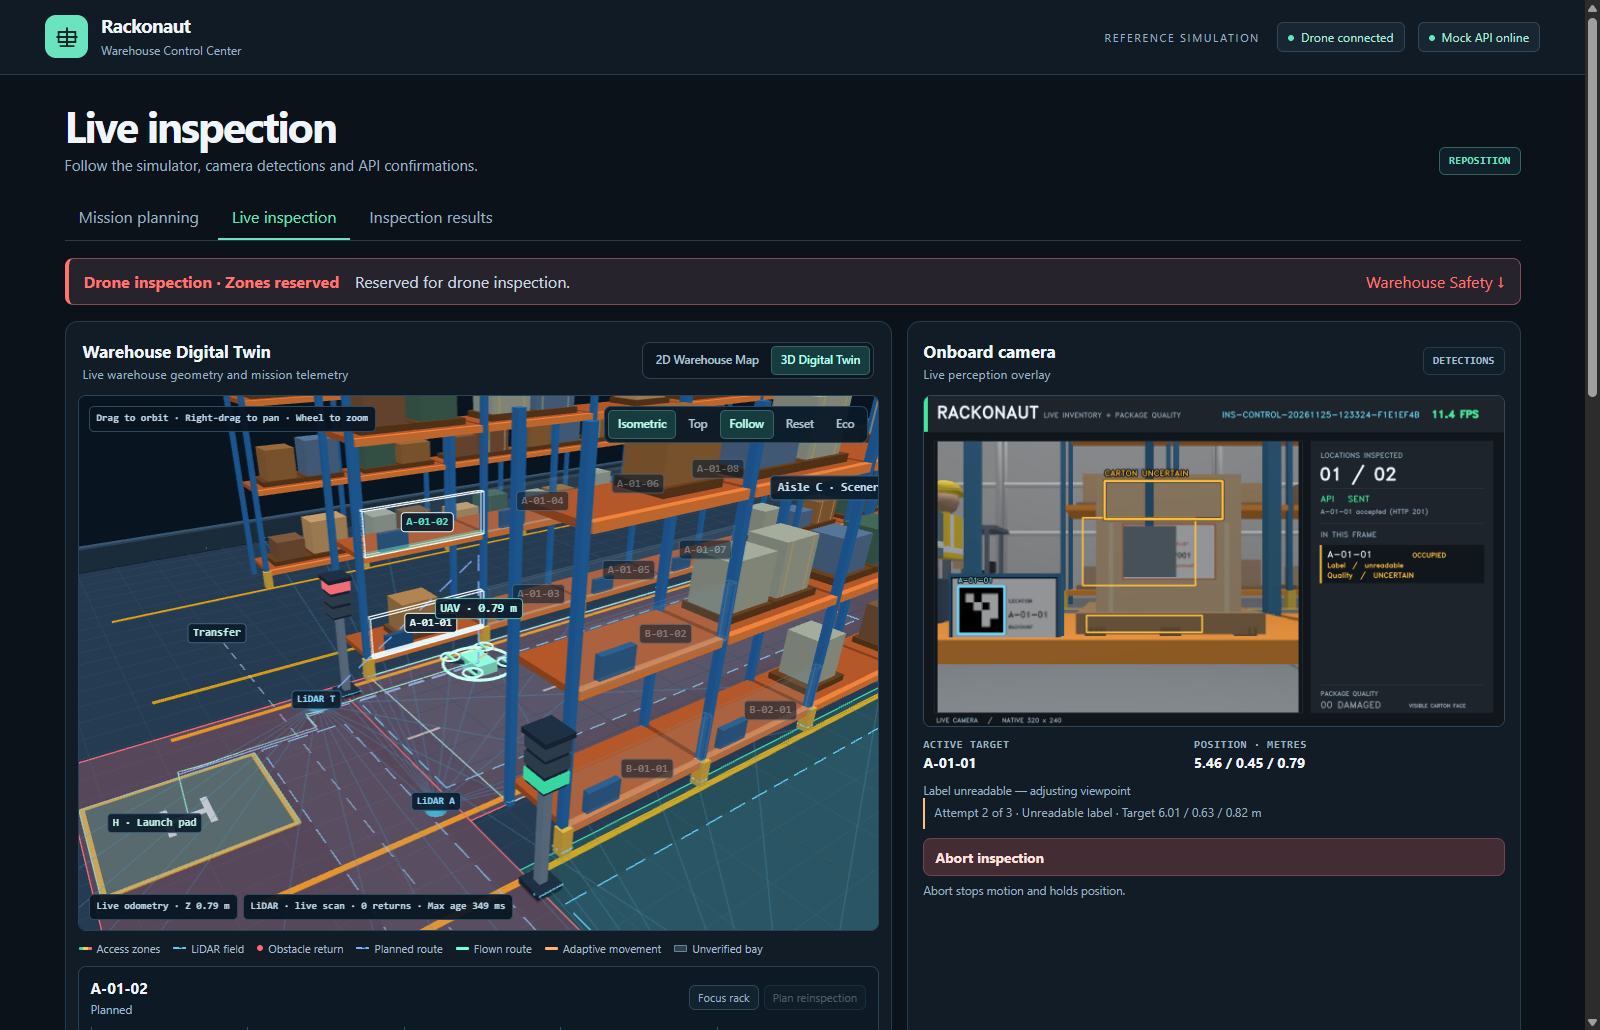 Rackonaut
Warehouse Control Center
REFERENCE SIMULATION
Drone connected
Mock API online
Live inspection
Follow the simulator, camera detections and API confirmations.
REPOSITION
Mission planning
Live inspection
Inspection results
Drone inspection · Zones reserved
Reserved for drone inspection.
Warehouse Safety ↓
Warehouse Digital Twin
Live warehouse geometry and mission telemetry
2D Warehouse Map
3D Digital Twin
Drag to orbit · Right-drag to pan · Wheel to zoom
Isometric
Top
Follow
Reset
Eco
A-01-08
A-01-06
Aisle C · Scener
A-01-04
A-01-02
A-01-07
A-01-05
A-01-03
UAV · 0.79 m
A-01-01
Transfer
B-01-02
LiDAR T
B-02-01
B-01-01
LiDAR A
H · Launch pad
Live odometry · Z 0.79 m
LiDAR · live scan · 0 returns · Max age 349 ms
Access zones
LiDAR field
Obstacle return
Planned route
Flown route
Adaptive movement
Unverified bay
A-01-02
Planned
Focus rack
Plan reinspection
Onboard camera
Live perception overlay
DETECTIONS
RACKONAUT LIVE INVENTORY + PACKAGE QUALITY
INS-CONTROL-20261125-123324-F1E1EF4B 11.4 FPS
CARTON UNCERTAIN
A-01-01
LOCATION
A-01-01
LOCATIONS INSPECTED
01 / 02
API SENT
A-01-01 accepted (HTTP 201)
IN THIS FRAME
A-01-01 OCCUPIED
Label / unreadable
Quality / UNCERTAIN
PACKAGE QUALITY
00 DAMAGED
VISIBLE CARTON FACE
LIVE CAMERA / NATIVE 320 x 240
ACTIVE TARGET
A-01-01
POSITION · METRES
5.46 / 0.45 / 0.79
Label unreadable — adjusting viewpoint
Attempt 2 of 3 · Unreadable label · Target 6.01 / 0.63 / 0.82 m
Abort inspection
Abort stops motion and holds position.